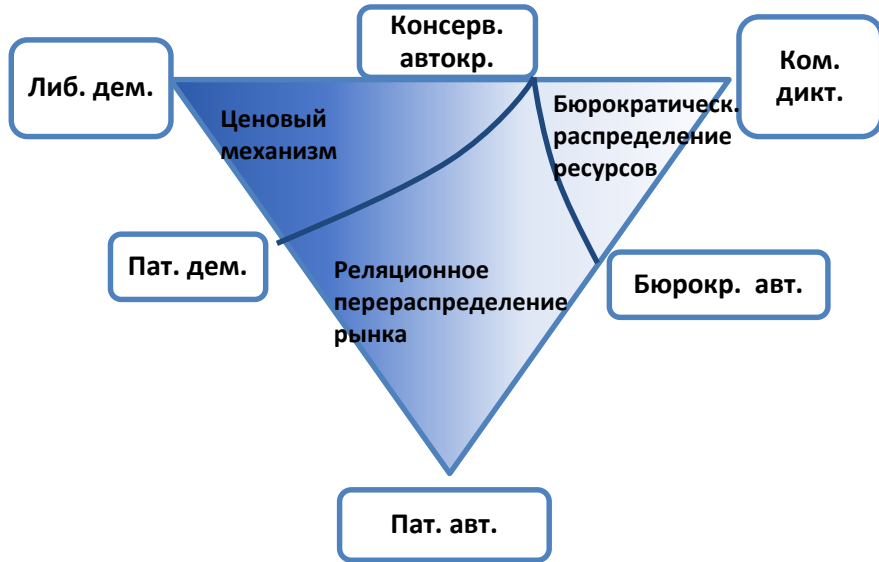 Консерв.
автокр.
Либ. дем.
Ком.
дикт.
Ценовый
механизм
Бюрократическ.
распределение
ресурсов
Пат. дем.
Реляционное
перераспределение
рынка
Бюрокр. авт.
Пат. авт.